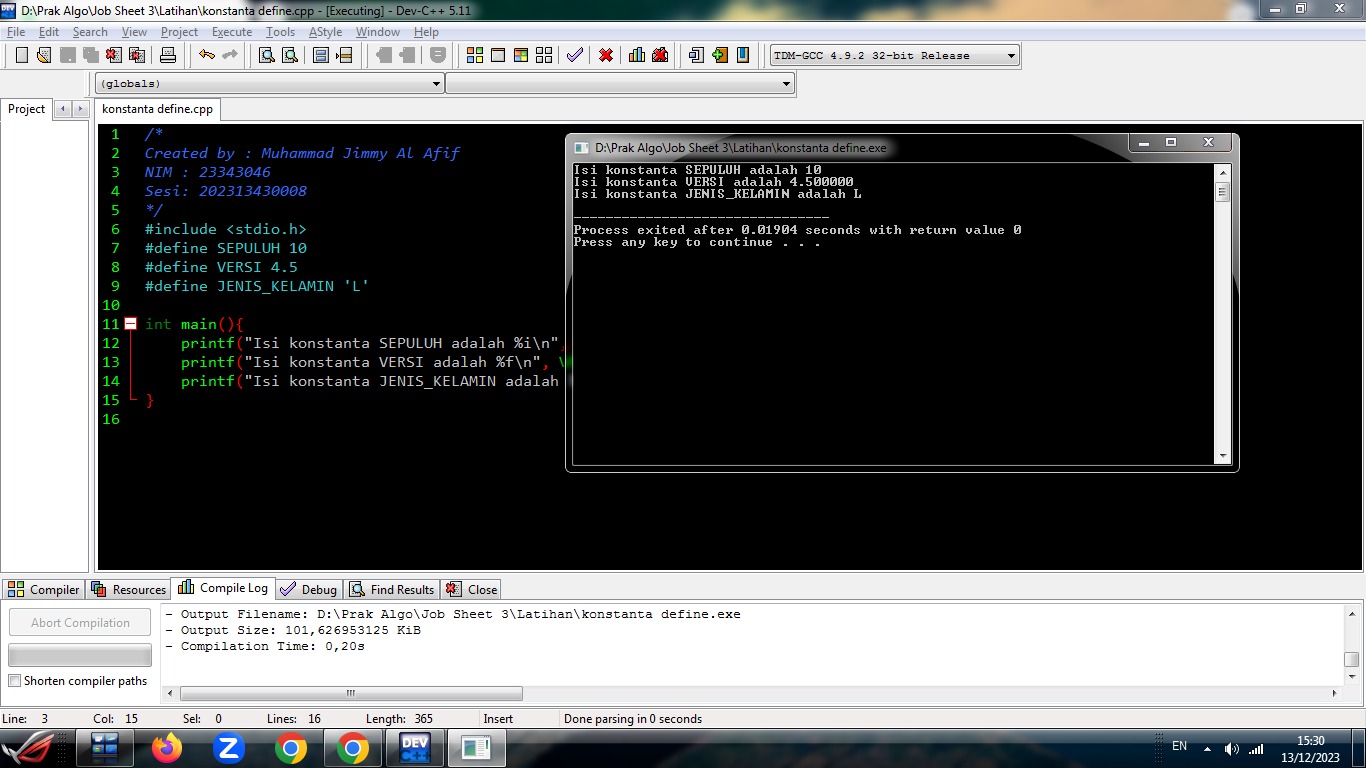 D:\Prak Algo\Job Sheet 3\Latihan\konstanta define.cpp - [Executing] - Dev-C++ 5.11
File Edit Search View Project Execute Tools AStyle Window Help
TDM-GCC 4.9.2 32-bit Release
(globals)
Project
konstanta define.cpp
1 /*
2 Created by : Muhammad Jimmy Al Afif
3 NIM : 23343046
4 Sesi: 202313430008
5 */
6 #include <stdio.h>
7 #define SEPULUH 10
8 #define VERSI 4.5
9 #define JENIS_KELAMIN 'L'
10
11 int main(){
12 printf("Isi konstanta SEPULUH adalah %i\n",
13 printf("Isi konstanta VERSI adalah %f\n",
14 printf("Isi konstanta JENIS_KELAMIN adalah
15 }
16
D:\Prak Algo\Job Sheet 3\Latihan\konstanta define.exe
Isi konstanta SEPULUH adalah 10
Isi konstanta VERSI adalah 4.500000
Isi konstanta JENIS_KELAMIN adalah L
--------------------------------
Process exited after 0.01904 seconds with return value 0
Press any key to continue . . .
Compiler Resources Compile Log Debug Find Results Close
Abort Compilation
Shorten compiler paths
- Output Filename: D:\Prak Algo\Job Sheet 3\Latihan\konstanta define.exe
- Output Size: 101,626953125 KiB
- Compilation Time: 0,20s
Line: 3 Col: 15 Sel: 0 Lines: 16 Length: 365 Insert Done parsing in 0 seconds
DEV C++
EN
15:30
13/12/2023